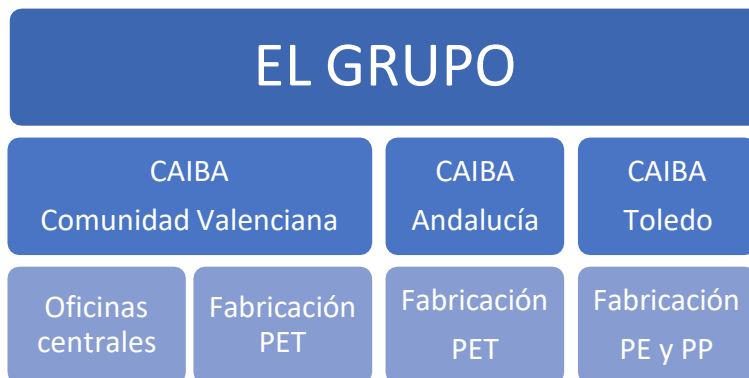 EL GRUPO
CAIBA
Comunidad Valenciana
CAIBA
Andalucía
CAIBA
Toledo
Oficinas
centrales
Fabricación
PET
Fabricación
PET
Fabricación
PE y PP